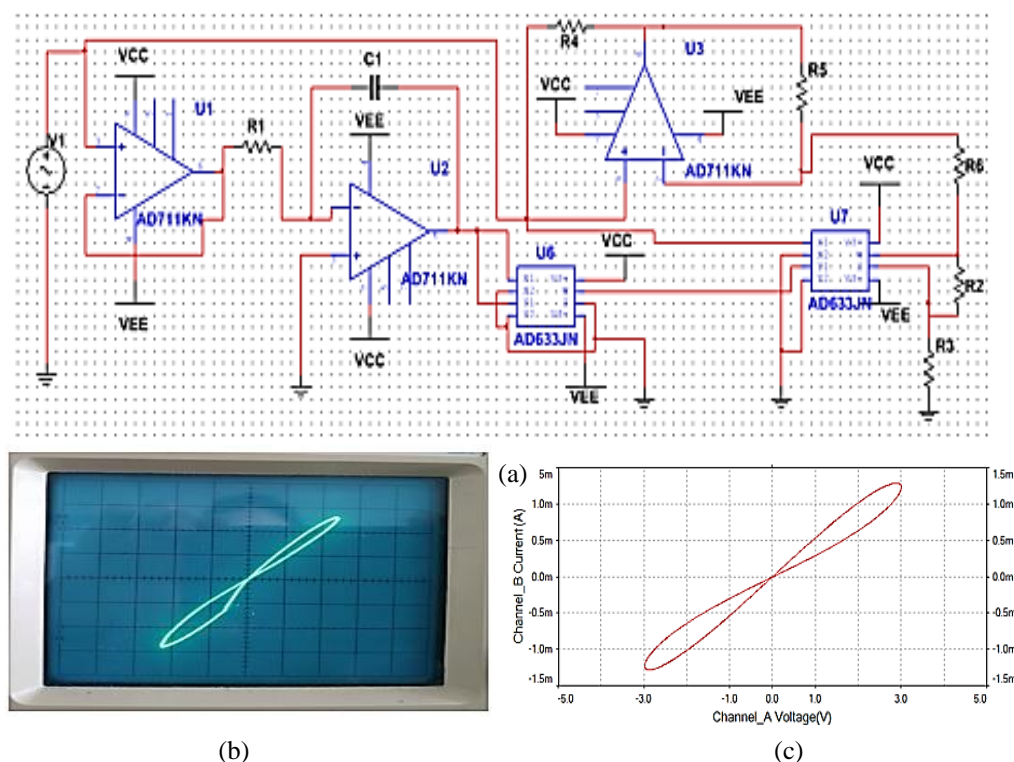 VCC
U1
V1
AD711KN
VEE
R1
C1
VEE
U2
AD711KN
VCC
R4
U3
VCC
R5
VEE
AD711KN
R6
VCC
U7
U6
VCC
AD633JN
VEE
R2
VEE
AD633JN
R3
(a)
Channel_B Current(A)
5m
1.0m
0.5m
0.0m
-0.5m
-1.0m
-1.5m
1.5m
1.0m
0.5m
0.0m
-0.5m
-1.0m
-1.5m
-5.0 -3.0 -1.0 0.0 1.0 3.0 5.0
Channel_A Voltage(V)
(b)
(c)